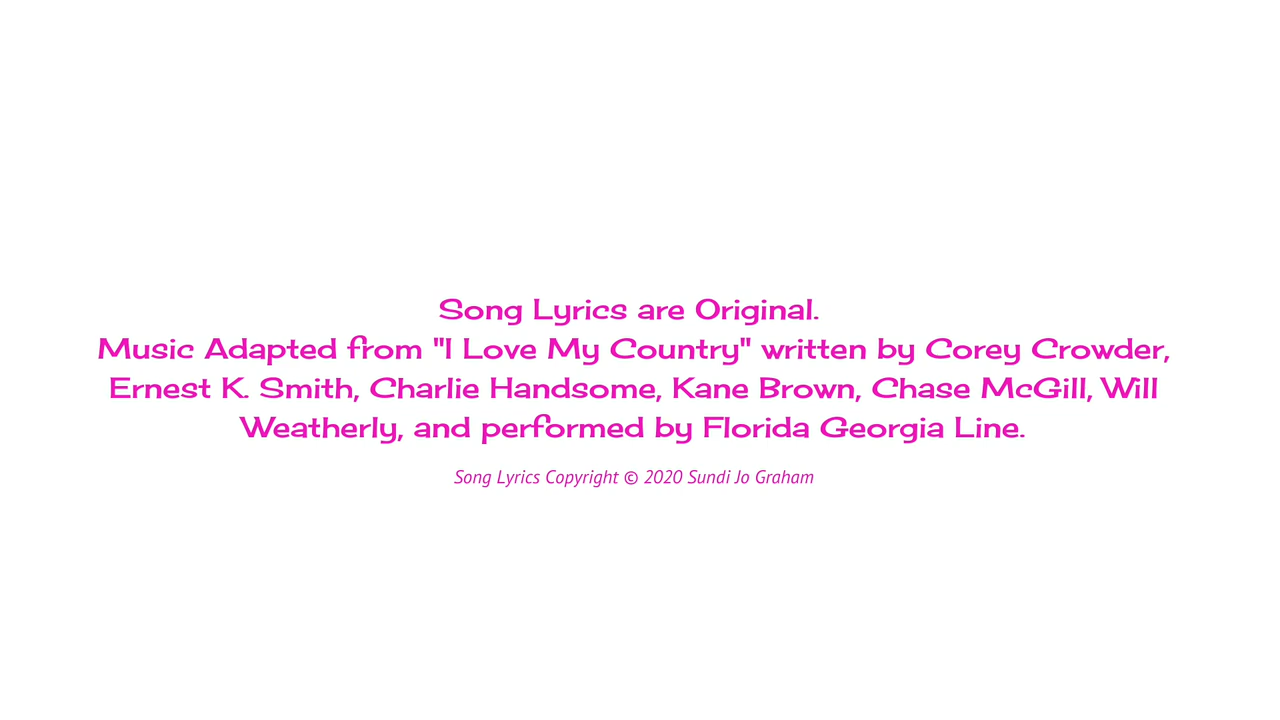 Song Lyrics are Original.
Music Adapted from "I Love My Country" written by Corey Crowder,
Ernest K. Smith, Charlie Handsome, Kane Brown, Chase McGill, Will
Weatherly, and performed by Florida Georgia Line.
Song Lyrics Copyright © 2020 Sundi Jo Graham